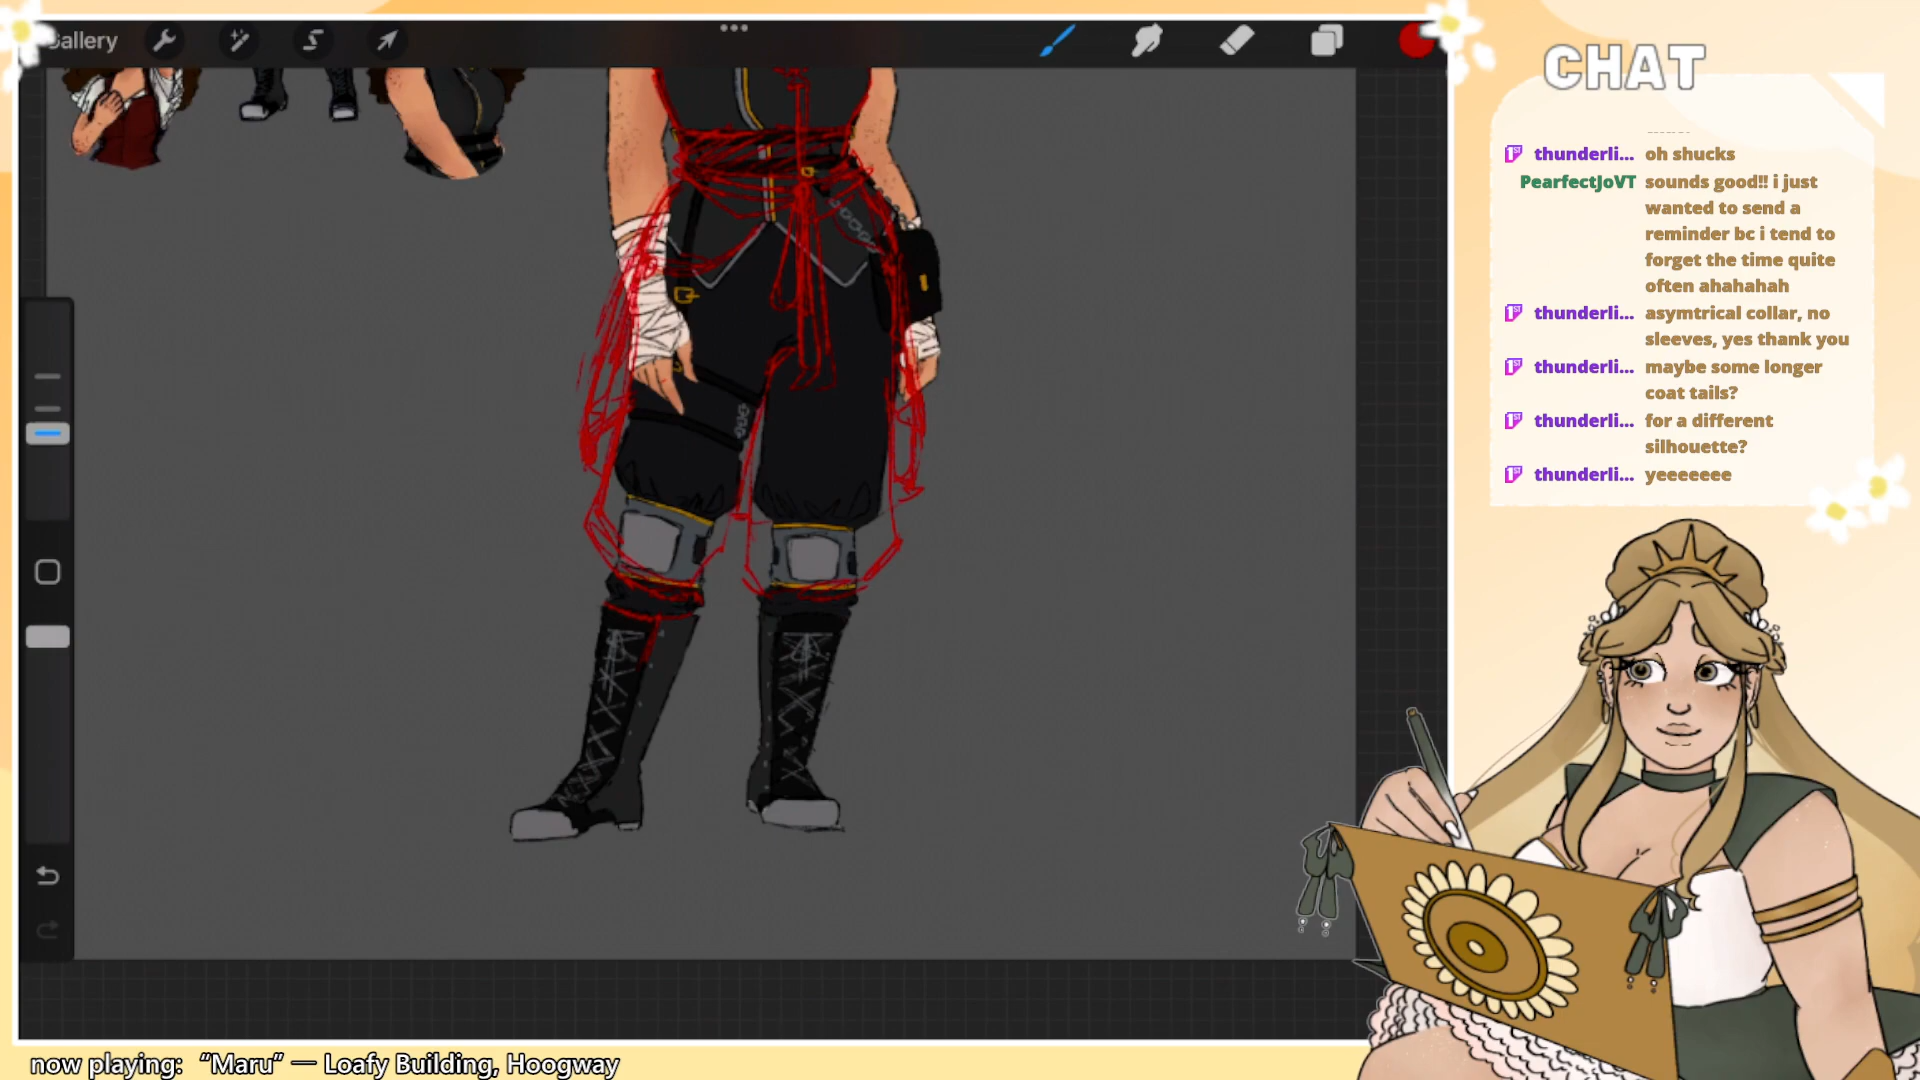 Gallery
CHAT
thunderli... oh shucks
PearfectJoVT sounds good!! i just
wanted to send a
reminder bc i tend to
forget the time quite
often ahahahah
thunderli... asymtrical collar, no
sleeves, yes thank you
thunderli... maybe some longer
coat tails?
thunderli... for a different
silhouette?
thunderli... yeeeeeee
now playing: “Maru” — Loafy Building, Hoogway